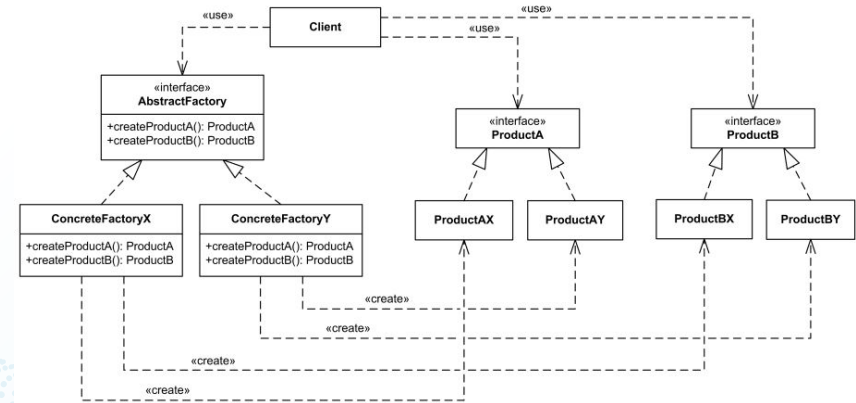 «use»
Client
«use»
«use»
«interface»
AbstractFactory
+createProductA(): ProductA
+createProductB(): ProductB
«interface»
ProductA
«interface»
ProductB
ConcreteFactoryX
+createProductA(): ProductA
+createProductB(): ProductB
ConcreteFactoryY
+createProductA(): ProductA
+createProductB(): ProductB
ProductAX
ProductAY
ProductBX
ProductBY
«create»
«create»
«create»
«create»